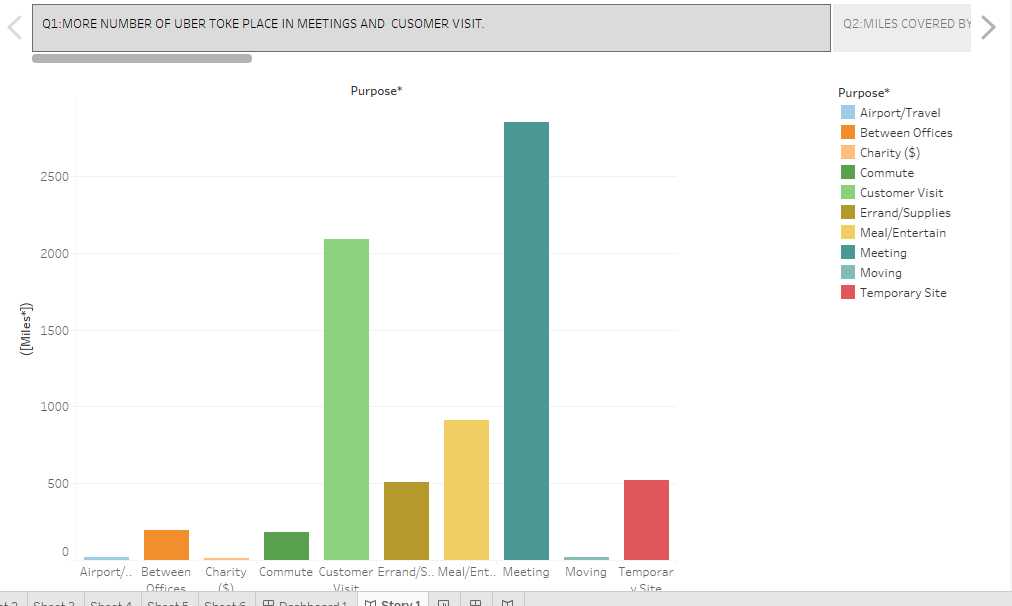 Q1:MORE NUMBER OF UBER TOKE PLACE IN MEETINGS AND CUSOMER VISIT.
Q2:MILES COVERED BY
Purpose*
([Miles*])
2500
2000
1500
1000
500
0
Airport/.. Between Charity Commute Customer Errand/S.. Meal/Ent.. Meeting Moving Temporar
Offices ($) Visit y Site
Purpose*
Airport/Travel
Between Offices
Charity ($)
Commute
Customer Visit
Errand/Supplies
Meal/Entertain
Meeting
Moving
Temporary Site
Sheet 3 Sheet 4 Sheet 5 Sheet 6 Dashboard 1 Story 1